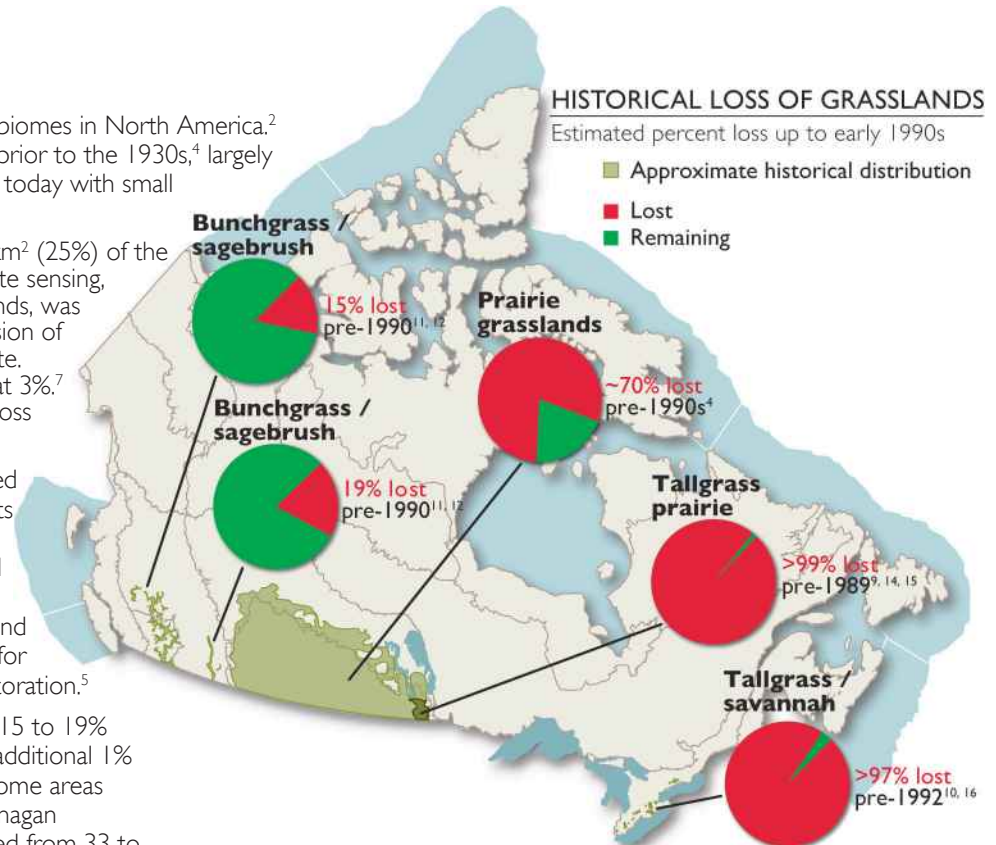 biomes in North America.²
prior to the 1930s,⁴ largely
today with small
km² (25%) of the
te sensing,
nds, was
sion of
te.
at 3%.⁷
oss
ed
ts
nd
for
toration.⁵
15 to 19%
additional 1%
ome areas
nagan
ed from 33 to
HISTORICAL LOSS OF GRASSLANDS
Estimated percent loss up to early 1990s
Approximate historical distribution
Lost
Remaining
Bunchgrass /
sagebrush
15% lost
pre-1990¹¹, ¹²
Prairie
grasslands
~70% lost
pre-1990s⁴
Bunchgrass /
sagebrush
19% lost
pre-1990¹¹, ¹²
Tallgrass
prairie
>99% lost
pre-1989⁹, ¹⁴, ¹⁵
Tallgrass /
savannah
>97% lost
pre-1992¹⁰, ¹⁶